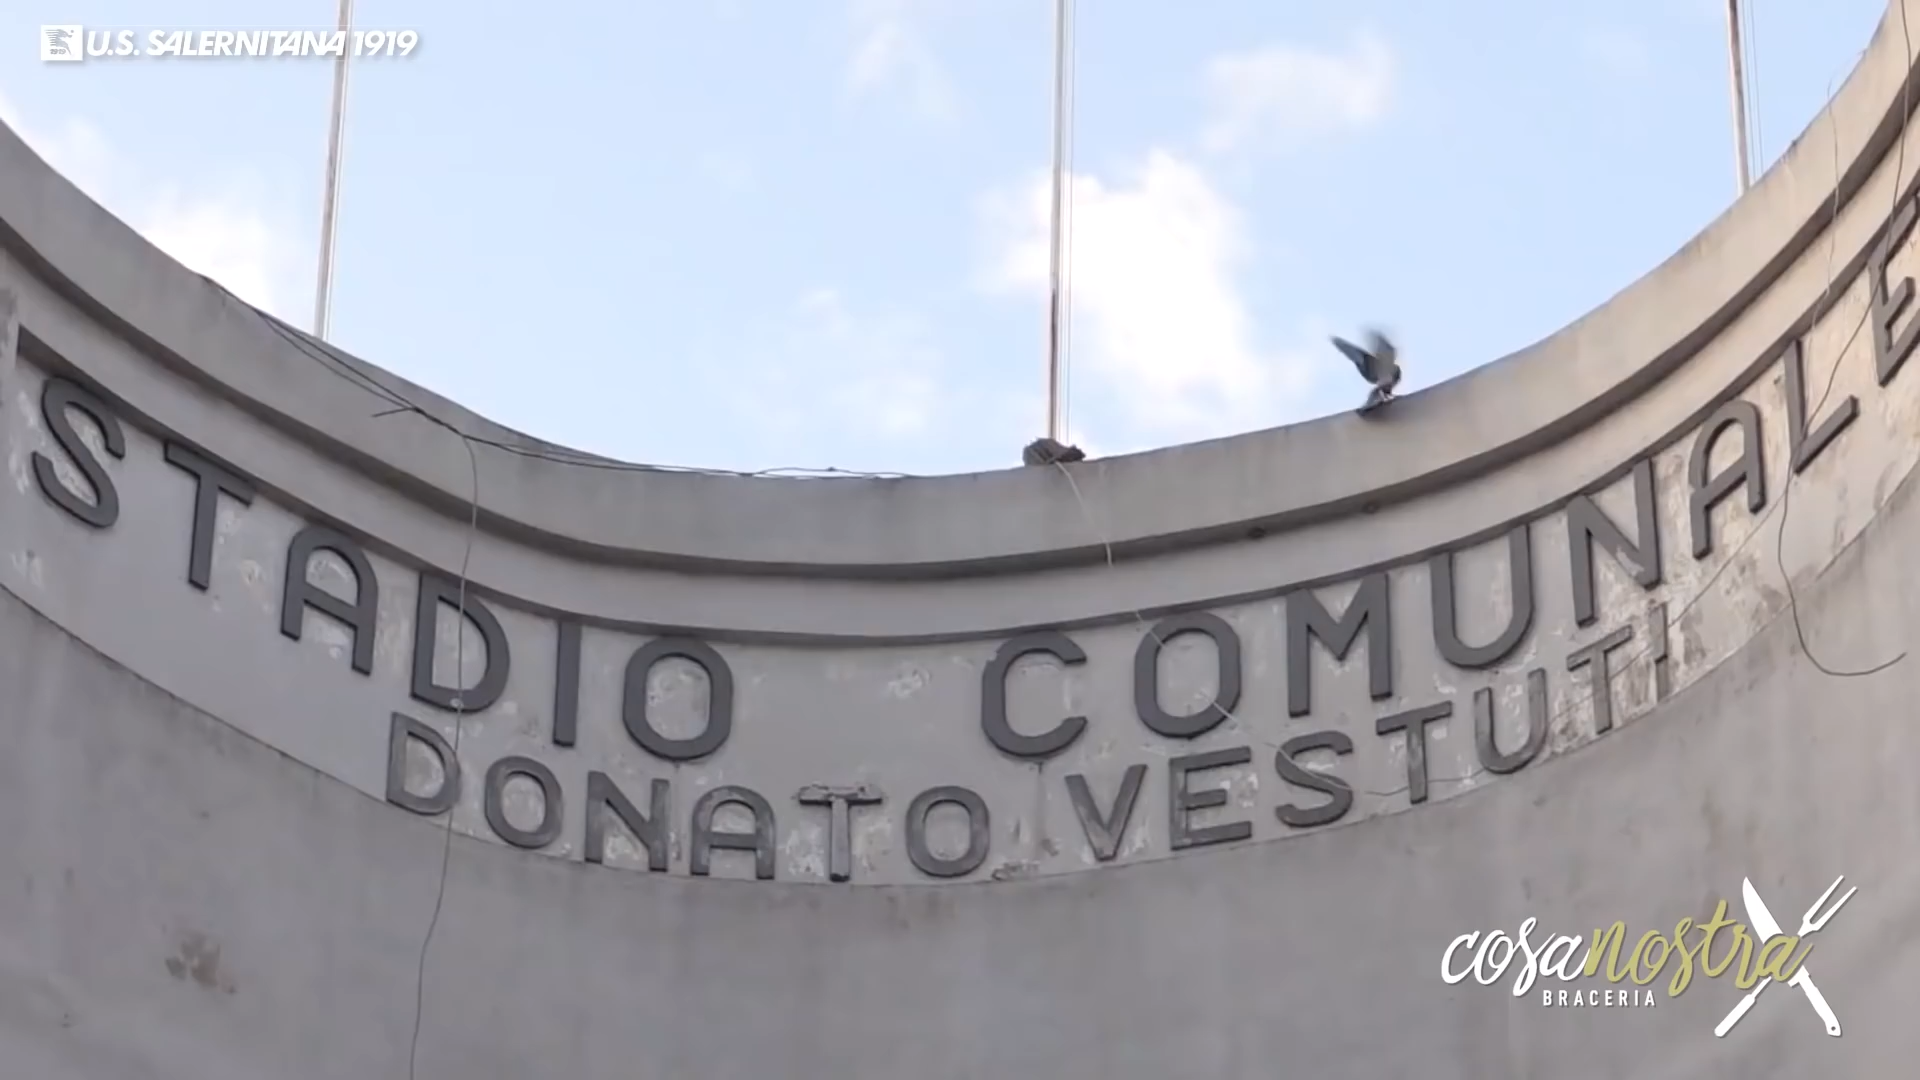 U.S. SALERNITANA 1919
STADIO COMUNALE
DONATO VESTUTI
cosanostra
BRACERIA